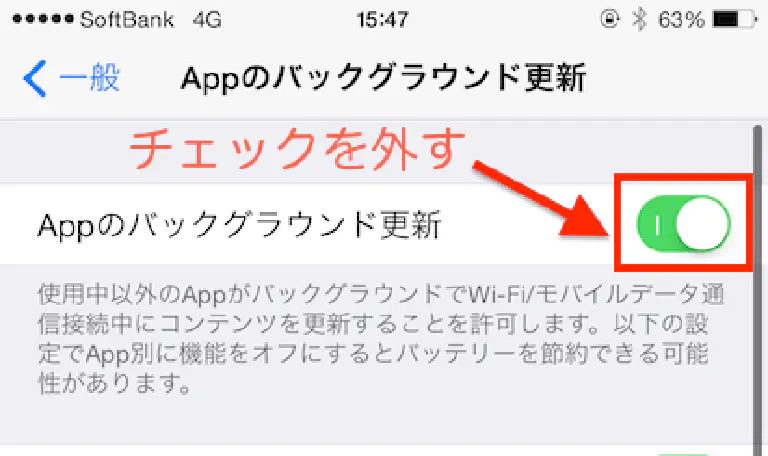 SoftBank 4G 15:47 63%
一般 Appのバックグラウンド更新
チェックを外す
Appのバックグラウンド更新
使用中以外のAppがバックグラウンドでWi-Fi/モバイルデータ通
信接続中にコンテンツを更新することを許可します。以下の設
定でApp別に機能をオフにするとバッテリーを節約できる可能
性があります。